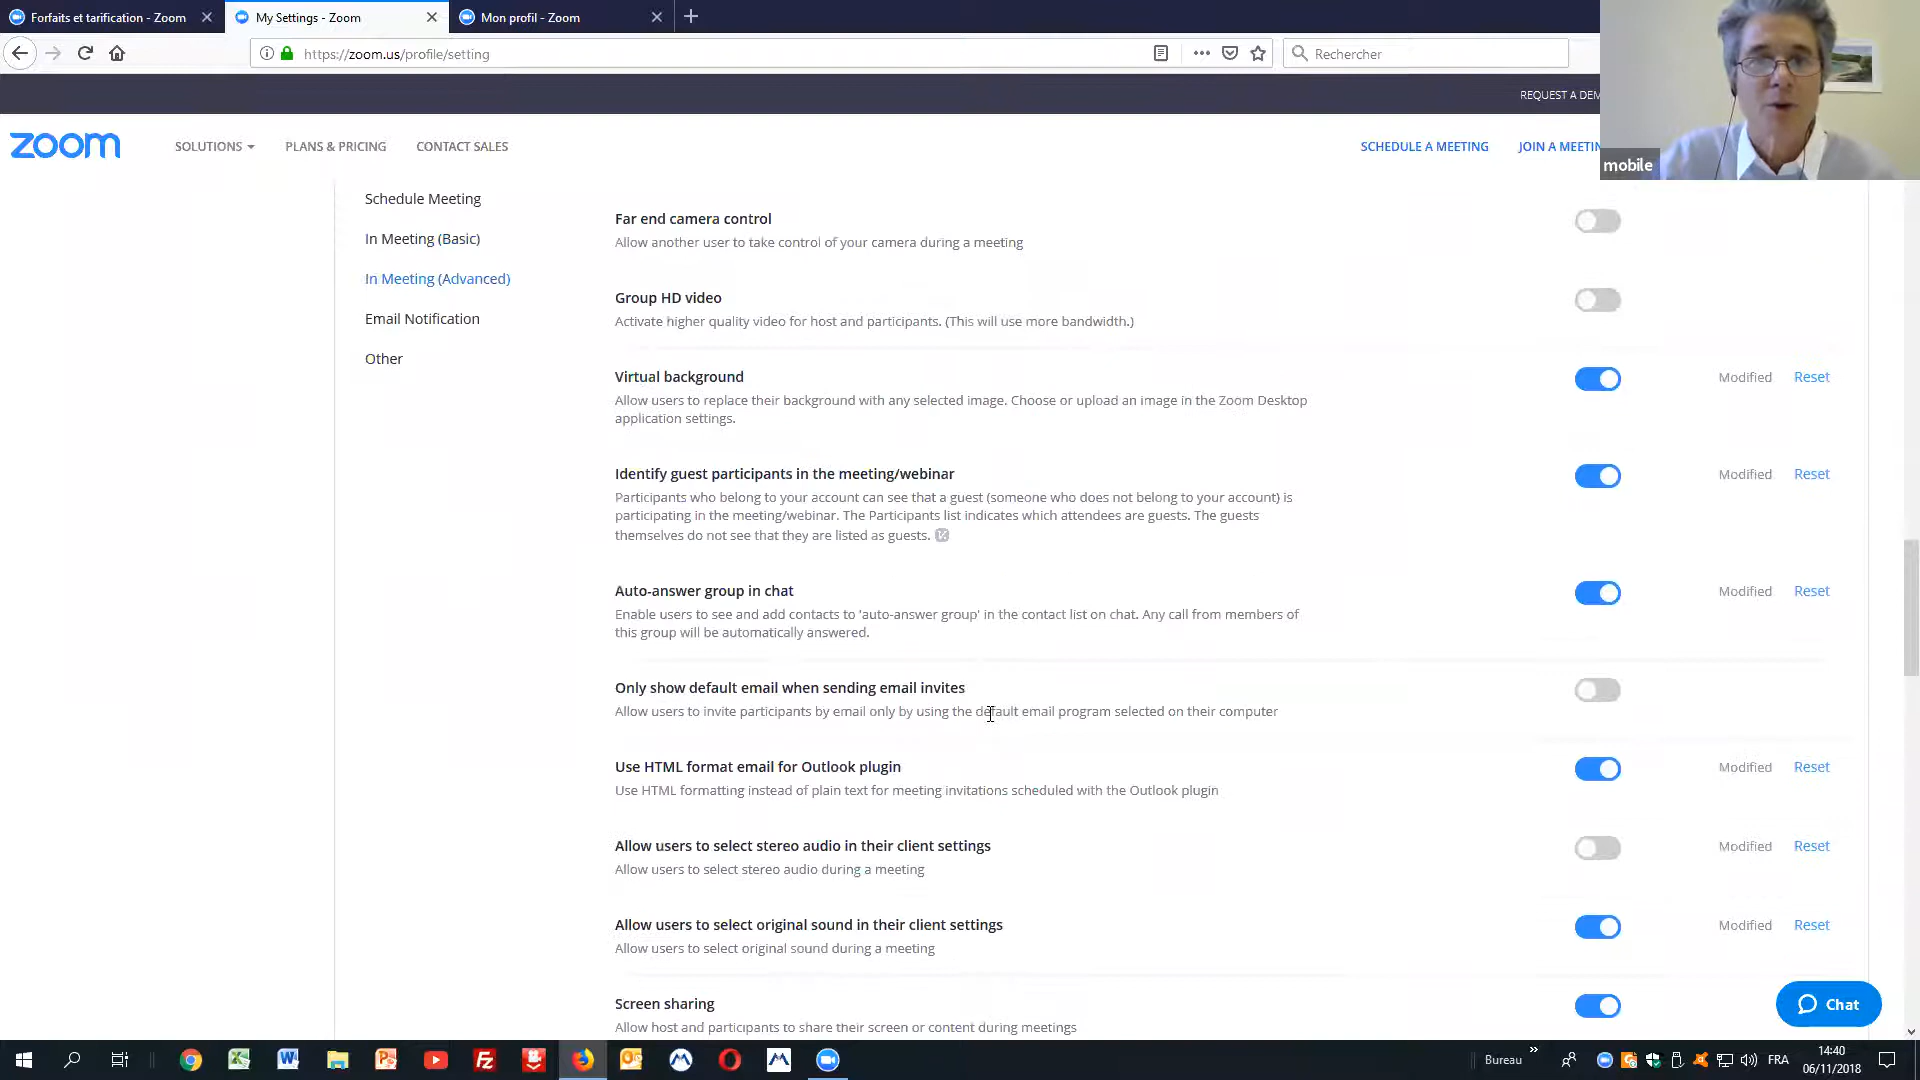 Forfaits et tarification - Zoom
My Settings - Zoom
Mon profil - Zoom
https://zoom.us/profile/setting
Rechercher
REQUEST A DEM
zoom
SOLUTIONS
PLANS & PRICING
CONTACT SALES
SCHEDULE A MEETING
JOIN A MEETIN
mobile
Schedule Meeting
In Meeting (Basic)
In Meeting (Advanced)
Email Notification
Other
Far end camera control
Allow another user to take control of your camera during a meeting
Group HD video
Activate higher quality video for host and participants. (This will use more bandwidth.)
Virtual background
Modified Reset
Allow users to replace their background with any selected image. Choose or upload an image in the Zoom Desktop
application settings.
Identify guest participants in the meeting/webinar
Modified Reset
Participants who belong to your account can see that a guest (someone who does not belong to your account) is
participating in the meeting/webinar. The Participants list indicates which attendees are guests. The guests
themselves do not see that they are listed as guests.
Auto-answer group in chat
Modified Reset
Enable users to see and add contacts to 'auto-answer group' in the contact list on chat. Any call from members of
this group will be automatically answered.
Only show default email when sending email invites
Allow users to invite participants by email only by using the default email program selected on their computer
Use HTML format email for Outlook plugin
Modified Reset
Use HTML formatting instead of plain text for meeting invitations scheduled with the Outlook plugin
Allow users to select stereo audio in their client settings
Modified Reset
Allow users to select stereo audio during a meeting
Allow users to select original sound in their client settings
Modified Reset
Allow users to select original sound during a meeting
Screen sharing
Allow host and participants to share their screen or content during meetings
Chat
Bureau
FRA
14:40
06/11/2018